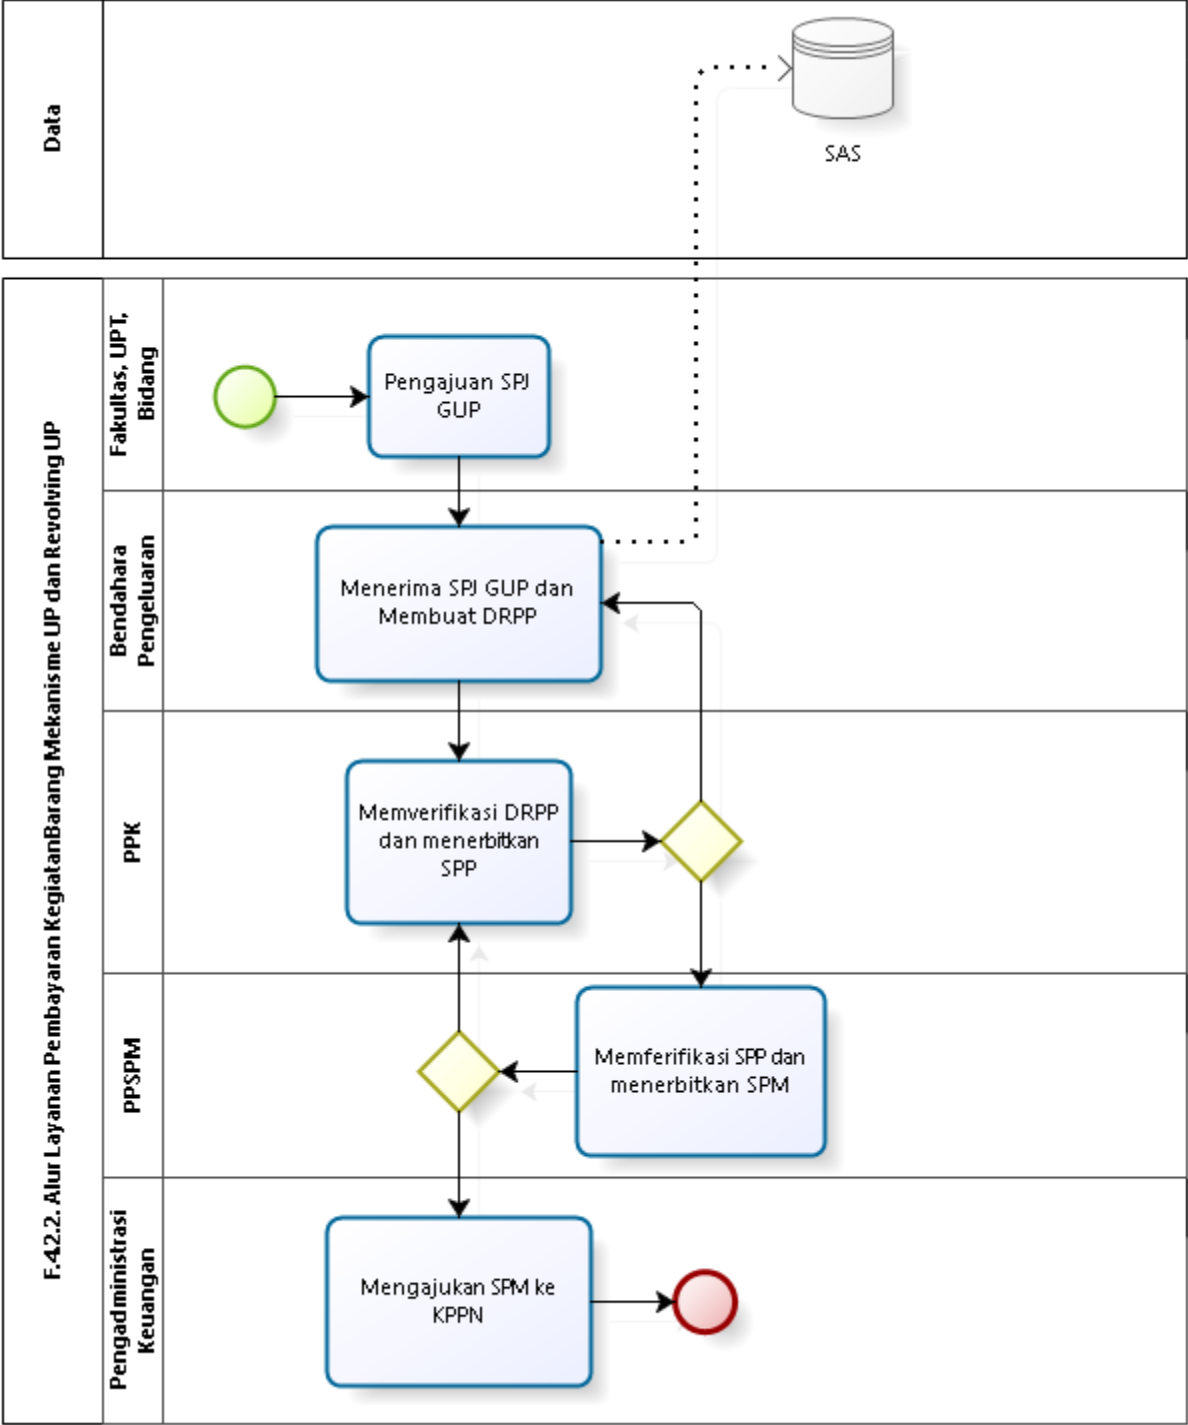 Data
SAS
F.4.2.2. Alur Layanan Pembayaran KegiatanBarang Mekanisme UP dan Revolving UP
Fakultas, UPT,
Bidang
Pengajuan SPJ
GUP
Bendahara
Pengeluaran
Menerima SPJ GUP dan
Membuat DRPP
PPK
Memverifikasi DRPP
dan menerbitkan
SPP
PPSPM
Memferifikasi SPP dan
menerbitkan SPM
Pengadministrasi
Keuangan
Mengajukan SPM ke
KPPN